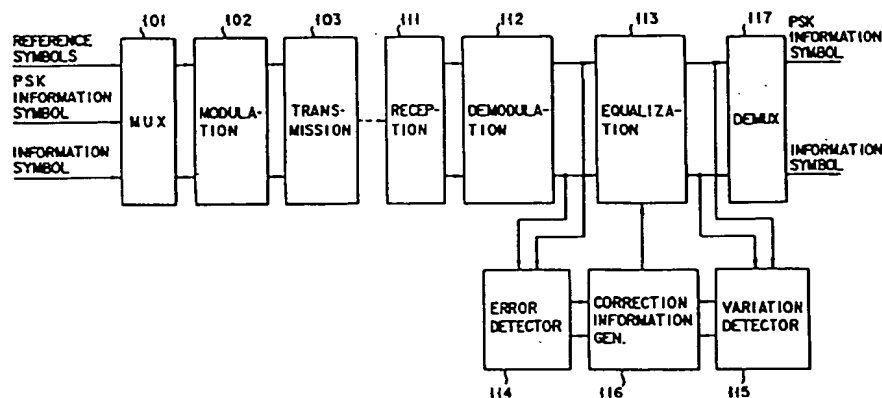 101
102
103
111
112
113
117
REFERENCE
SYMBOLS
PSK
INFORMATION
SYMBOL
INFORMATION
SYMBOL
MUX
MODULA-
TION
TRANS-
MISSION
RECEP-
TION
DEMODULA-
TION
EQUALIZA-
TION
DEMUX
PSK
INFORMATION
SYMBOL
INFORMATION
SYMBOL
ERROR
DETECTOR
CORRECTION
INFORMATION
GEN.
VARIATION
DETECTOR
114
116
115